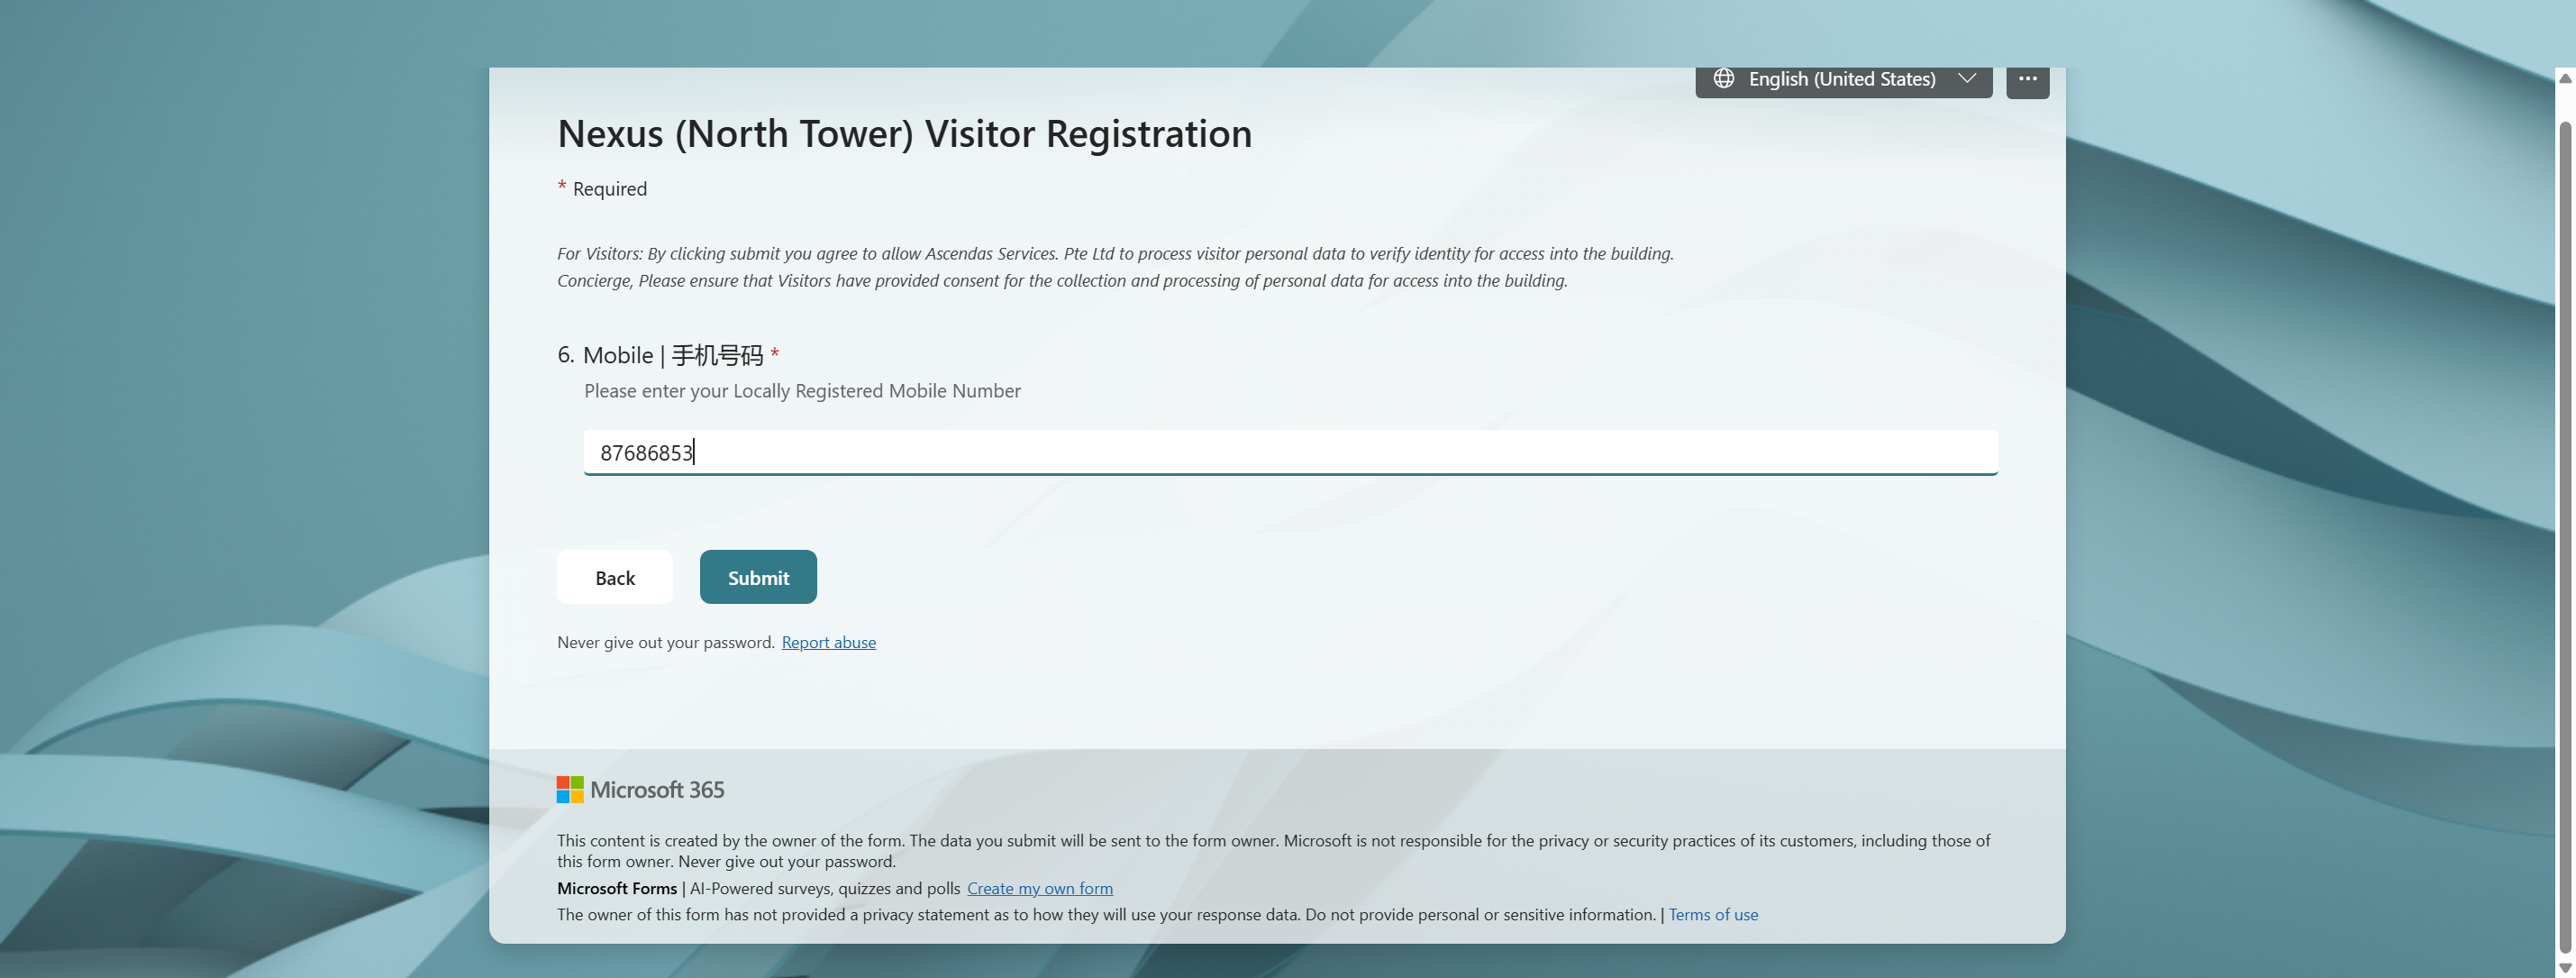 English (United States)
Nexus (North Tower) Visitor Registration
* Required
For Visitors: By clicking submit you agree to allow Ascendas Services. Pte Ltd to process visitor personal data to verify identity for access into the building.
Concierge, Please ensure that Visitors have provided consent for the collection and processing of personal data for access into the building.
6. Mobile | 手机号码 *
Please enter your Locally Registered Mobile Number
87686853
Back
Submit
Never give out your password. Report abuse
Microsoft 365
This content is created by the owner of the form. The data you submit will be sent to the form owner. Microsoft is not responsible for the privacy or security practices of its customers, including those of
this form owner. Never give out your password.
Microsoft Forms | AI-Powered surveys, quizzes and polls Create my own form
The owner of this form has not provided a privacy statement as to how they will use your response data. Do not provide personal or sensitive information. | Terms of use